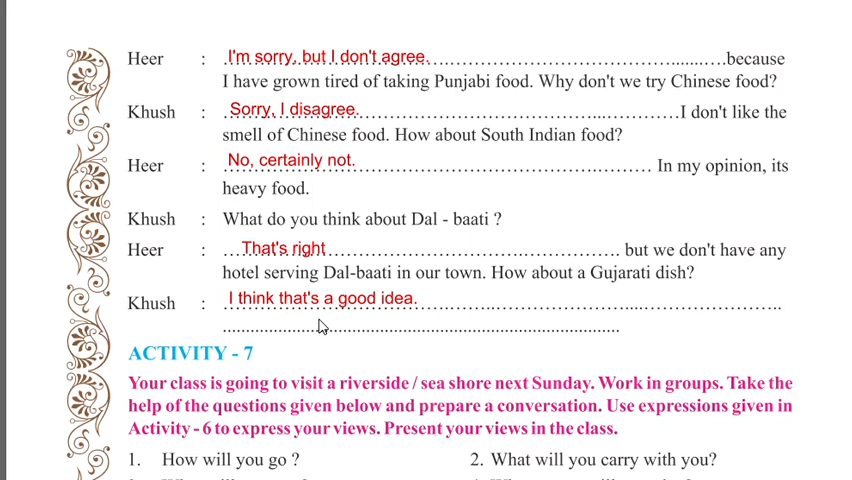 Heer : I'm sorry, but I don't agree. ........................................................because
I have grown tired of taking Punjabi food. Why don't we try Chinese food?
Khush : Sorry, I disagree. ........................................................I don't like the
smell of Chinese food. How about South Indian food?
Heer : No, certainly not. ........................................................ In my opinion, its
heavy food.
Khush : What do you think about Dal - baati ?
Heer : ....That's right........................................................ but we don't have any
hotel serving Dal-baati in our town. How about a Gujarati dish?
Khush : I think that's a good idea. ........................................................
........................................................
ACTIVITY - 7
Your class is going to visit a riverside / sea shore next Sunday. Work in groups. Take the
help of the questions given below and prepare a conversation. Use expressions given in
Activity - 6 to express your views. Present your views in the class.
1. How will you go ? 2. What will you carry with you?